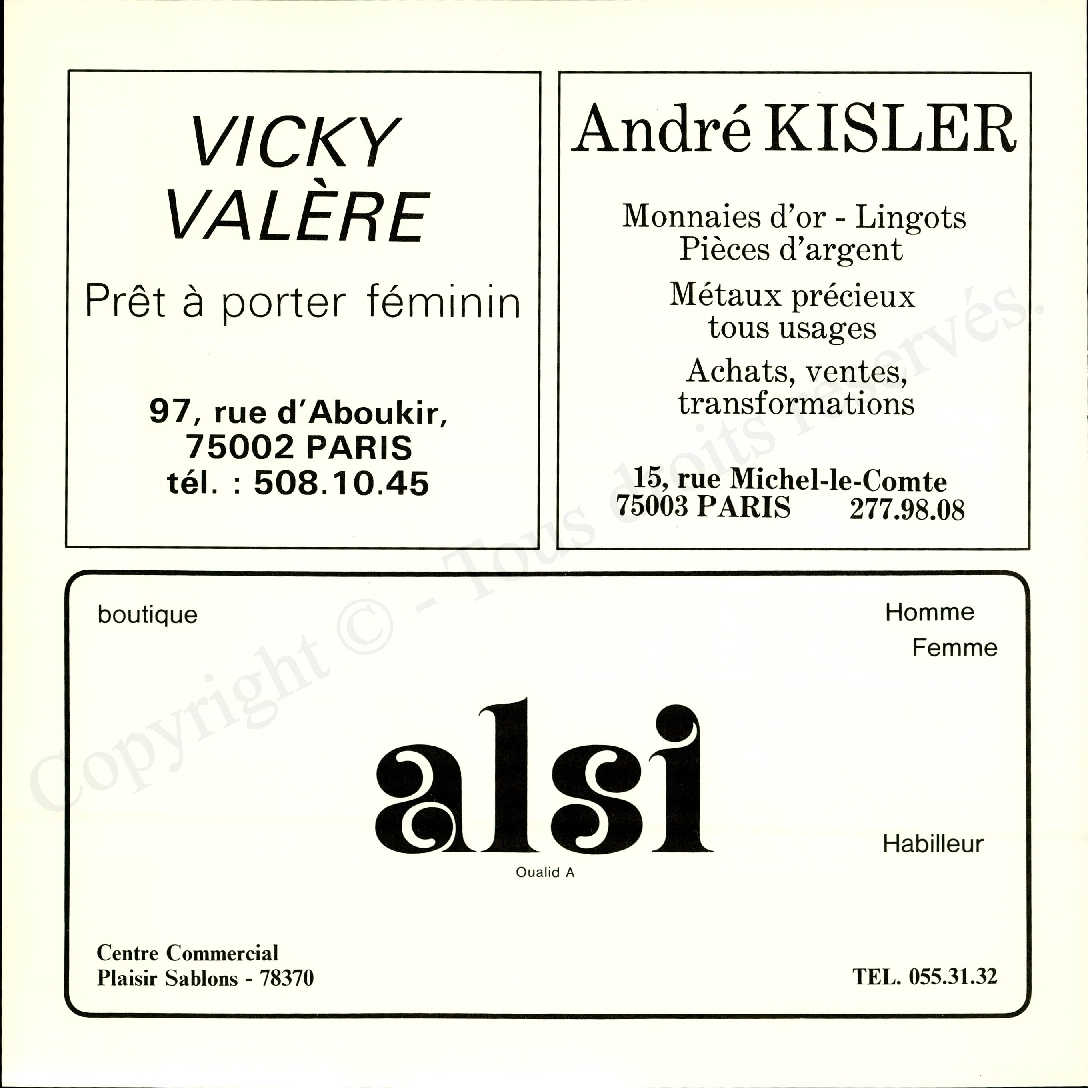 VICKY
VALÈRE
Prêt à porter féminin
97, rue d'Aboukir,
75002 PARIS
tél. : 508.10.45
André KISLER
Monnaies d'or - Lingots
Pièces d'argent
Métaux précieux
tous usages
Achats, ventes,
transformations
15, rue Michel-le-Comte
75003 PARIS 277.98.08
boutique
Homme
Femme
alsi
Oualid A
Habilleur
Centre Commercial
Plaisir Sablons - 78370
TEL. 055.31.32
Copyright © - Tous droits réservés.